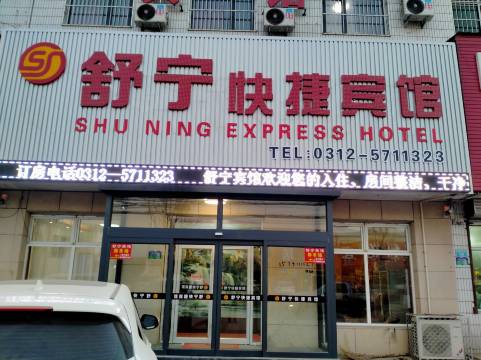 舒宁快捷宾馆
SHU NING EXPRESS HOTEL
TEL:0312-5711323
订房电话0312--5711323 舒宁宾馆欢迎您的入住、房间整洁、干净